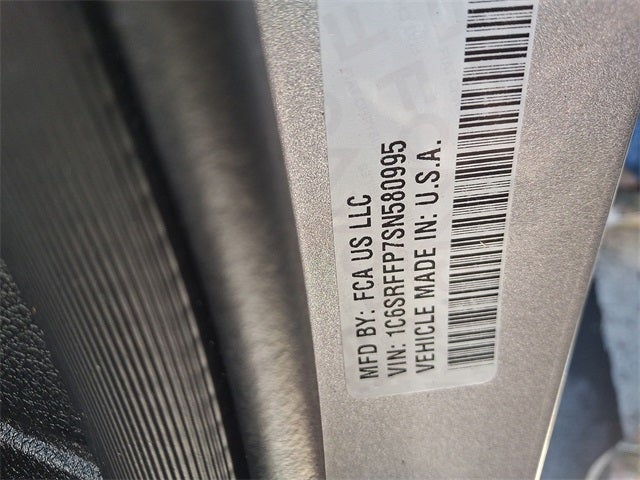 MFD BY: FCA US LLC
VIN: 1C6SRFFP7SN580995
VEHICLE MADE IN: U.S.A.